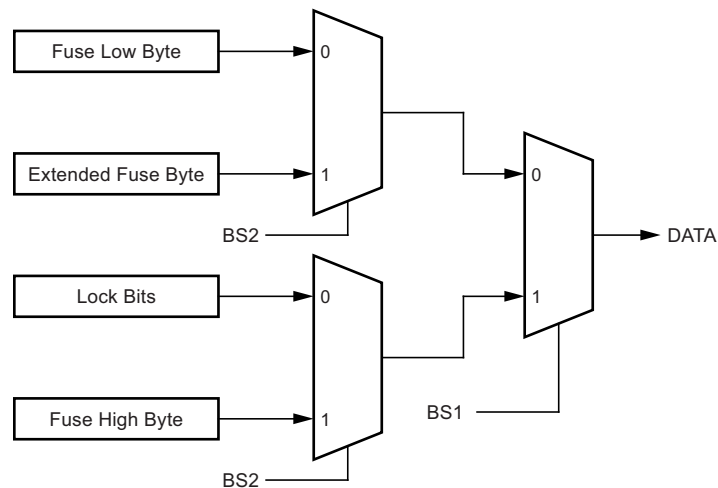 Fuse Low Byte
0
Extended Fuse Byte
1
0
BS2
DATA
Lock Bits
0
1
Fuse High Byte
1
BS1
BS2